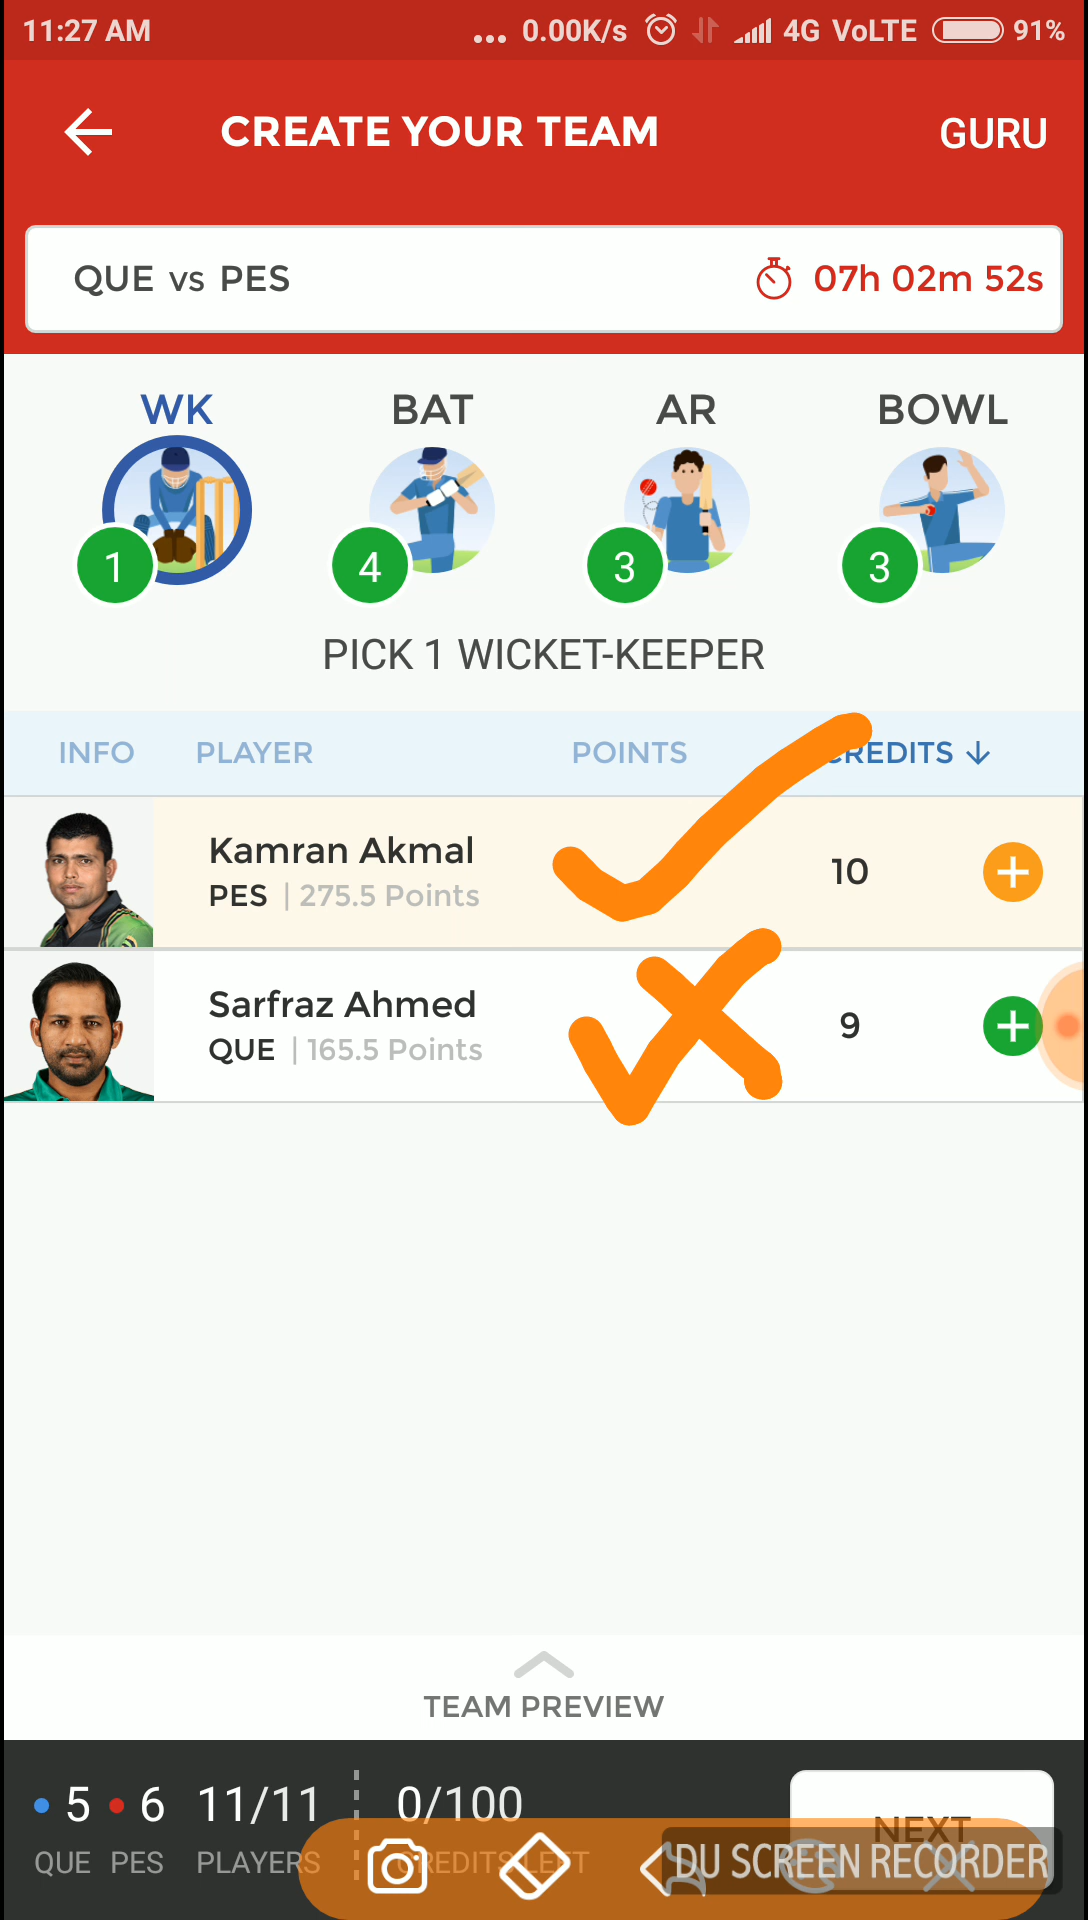 11:27 AM ... 0.00K/s 4G VoLTE 91%
CREATE YOUR TEAM GURU
QUE vs PES 07h 02m 52s
WK BAT AR BOWL
1 4 3 3
PICK 1 WICKET-KEEPER
INFO PLAYER POINTS CREDITS
Kamran Akmal
PES | 275.5 Points 10
Sarfraz Ahmed
QUE | 165.5 Points 9
TEAM PREVIEW
5 6 11/11 0/100 NEXT
QUE PES PLAYERS CREDITS LEFT
DU SCREEN RECORDER